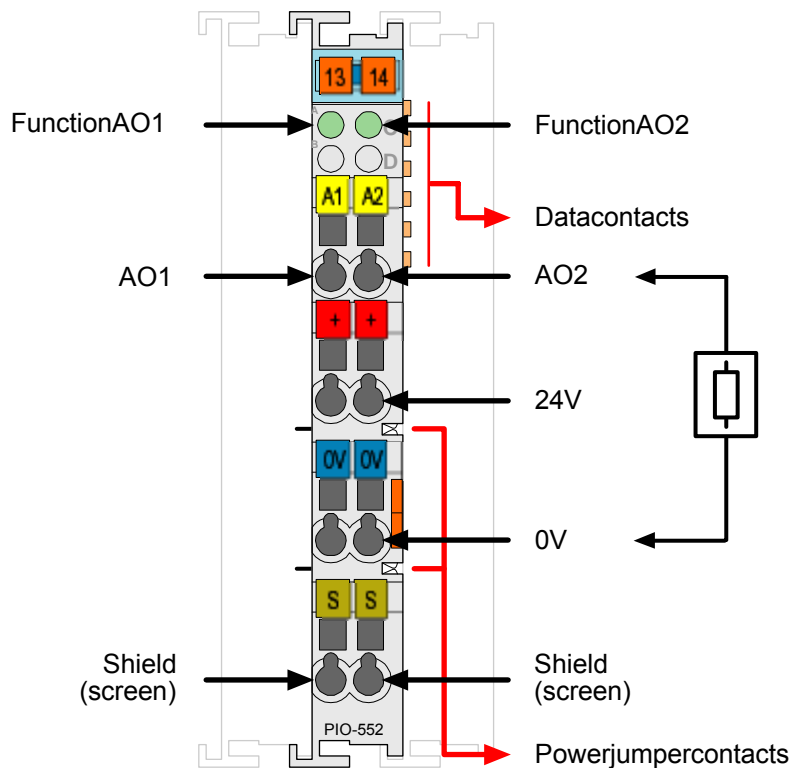 13 14
A
FunctionAO1
C
FunctionAO2
B
D
A1 A2
Datacontacts
AO1
AO2
+ +
24V
0V 0V
0V
S S
Shield
(screen)
Shield
(screen)
PIO-552
Powerjumpercontacts